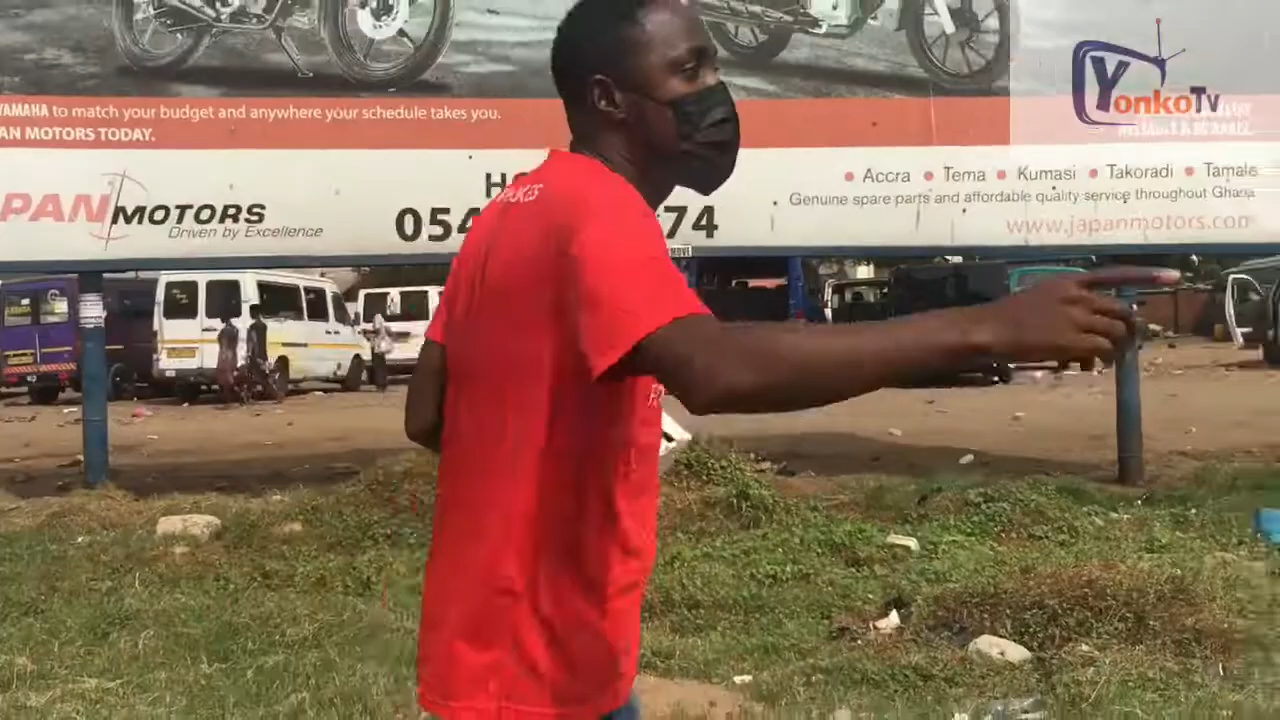 YAMAHA to match your budget and anywhere your schedule takes you.
PAN MOTORS TODAY.
YonkoTv
PAN MOTORS
Driven by Excellence
054
74
• Accra • Tema • Kumasi • Takoradi • Tamale
Genuine spare parts and affordable quality service throughout Ghana
www.japanmotors.com